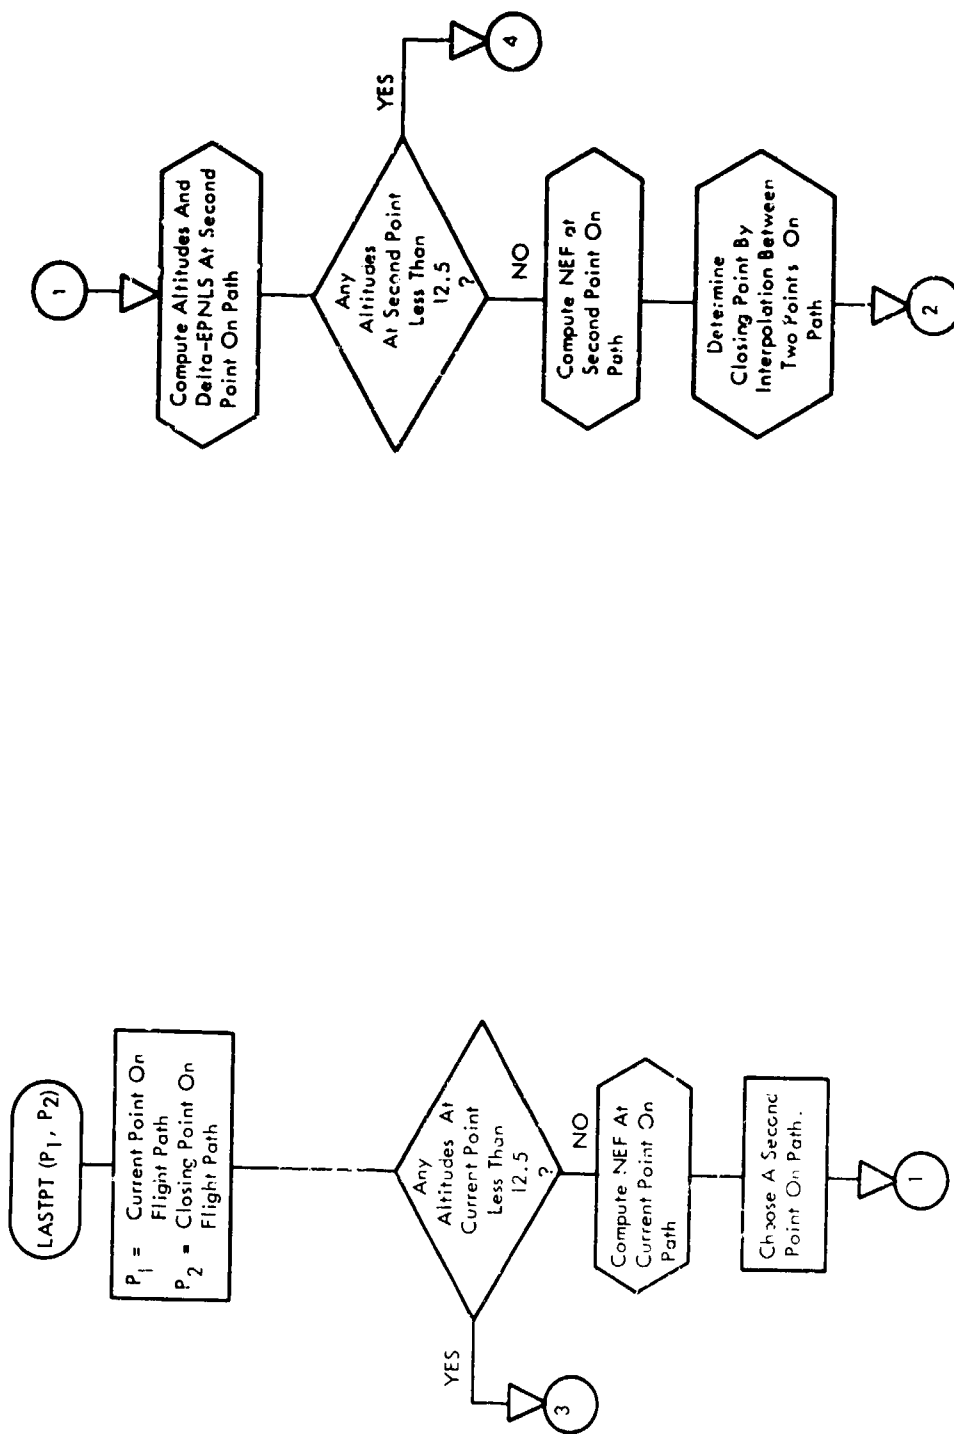 LASTPT (P1, P2)
P1 = Current Point On
Flight Path
P2 = Closing Point On
Flight Path
Any
Altitudes At
Current Point
Less Than
12.5
?
YES
3
NO
Compute NEF At
Current Point On
Path
Choose A Second
Point On Path.
1
1
Compute Altitudes And
Delta-EPNLS At Second
Point On Path
Any
Altitudes
At Second Point
Less Than
12.5
?
YES
4
NO
Compute NEF at
Second Point On
Path
Determine
Closing Point By
Interpolation Between
Two Points On
Path
2